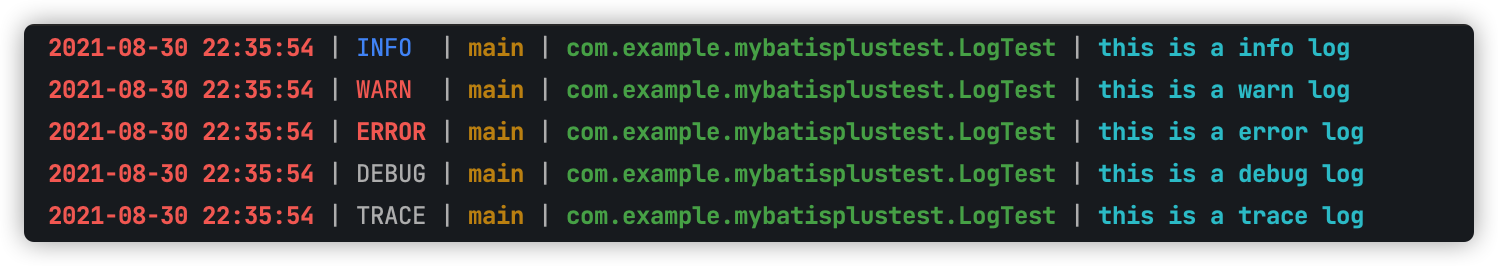 2021-08-30 22:35:54 | INFO  | main | com.example.mybatisplustest.LogTest | this is a info log
2021-08-30 22:35:54 | WARN  | main | com.example.mybatisplustest.LogTest | this is a warn log
2021-08-30 22:35:54 | ERROR | main | com.example.mybatisplustest.LogTest | this is a error log
2021-08-30 22:35:54 | DEBUG | main | com.example.mybatisplustest.LogTest | this is a debug log
2021-08-30 22:35:54 | TRACE | main | com.example.mybatisplustest.LogTest | this is a trace log